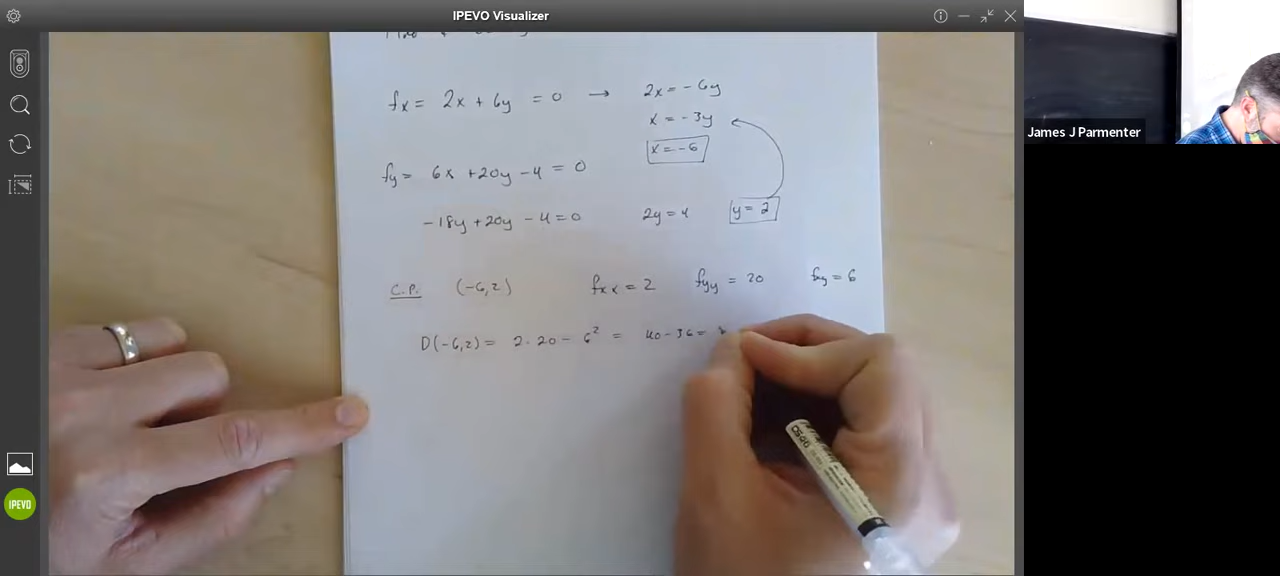 IPEVO Visualizer
fx = 2x + 6y = 0 → 2x = -6y
x = -3y
x = -6
fy = 6x +20y -4 = 0
-18y +20y -4 =0 2y = 4 y = 2
C.P. (-6,2) fxx = 2 fyy = 20 fxy = 6
D(-6,2) = 2·20 - 6² = 40-36=
James J Parmenter
IPEVO